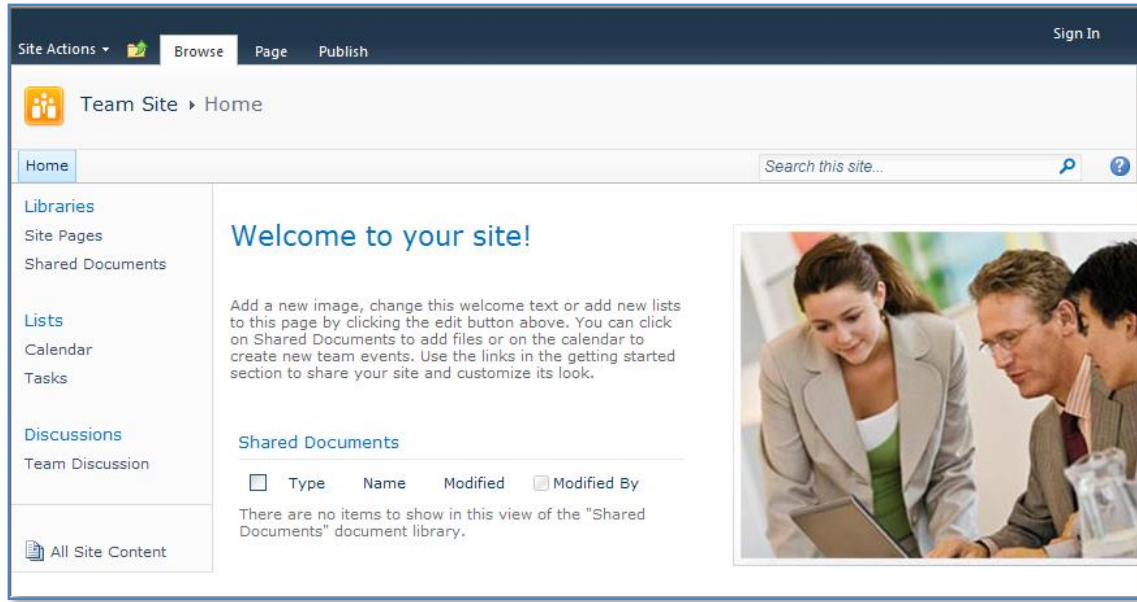 Sign In
Site Actions Browse Page Publish
Team Site Home
Home Search this site...
Libraries
Site Pages
Shared Documents
Lists
Calendar
Tasks
Discussions
Team Discussion
All Site Content
Welcome to your site!
Add a new image, change this welcome text or add new lists
to this page by clicking the edit button above. You can click
on Shared Documents to add files or on the calendar to
create new team events. Use the links in the getting started
section to share your site and customize its look.
Shared Documents
Type Name Modified Modified By
There are no items to show in this view of the "Shared
Documents" document library.